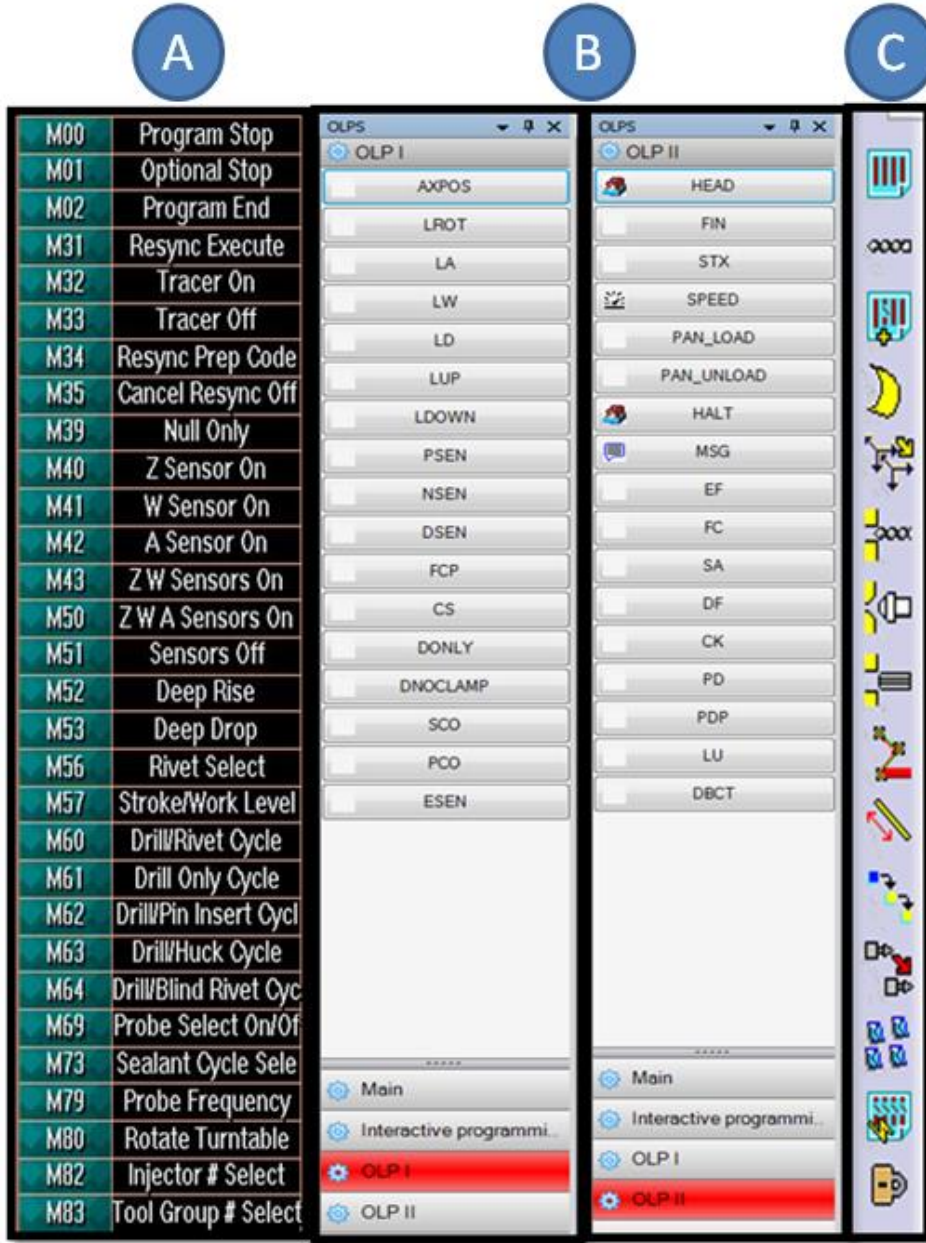 A
B
C
M00 Program Stop
M01 Optional Stop
M02 Program End
M31 Resync Execute
M32 Tracer On
M33 Tracer Off
M34 Resync Prep Code
M35 Cancel Resync Off
M39 Null Only
M40 Z Sensor On
M41 W Sensor On
M42 A Sensor On
M43 Z W Sensors On
M50 Z W A Sensors On
M51 Sensors Off
M52 Deep Rise
M53 Deep Drop
M56 Rivet Select
M57 Stroke/Work Level
M60 Drill/Rivet Cycle
M61 Drill Only Cycle
M62 Drill/Pin Insert Cycl
M63 Drill/Huck Cycle
M64 Drill/Blind Rivet Cyc
M69 Probe Select On/Of
M73 Sealant Cycle Sele
M79 Probe Frequency
M80 Rotate Turntable
M82 Injector # Select
M83 Tool Group # Select
OLPS
OLP I
AXPOS
LROT
LA
LW
LD
LUP
LDOWN
PSEN
NSEN
DSEN
FCP
CS
DONLY
DNOCLAMP
SCO
PCO
ESEN
Main
Interactive programmi..
OLP I
OLP II
OLPS
OLP II
HEAD
FIN
STX
SPEED
PAN_LOAD
PAN_UNLOAD
HALT
MSG
EF
FC
SA
DF
CK
PD
PDP
LU
DBCT
Main
Interactive programmi..
OLP I
OLP II